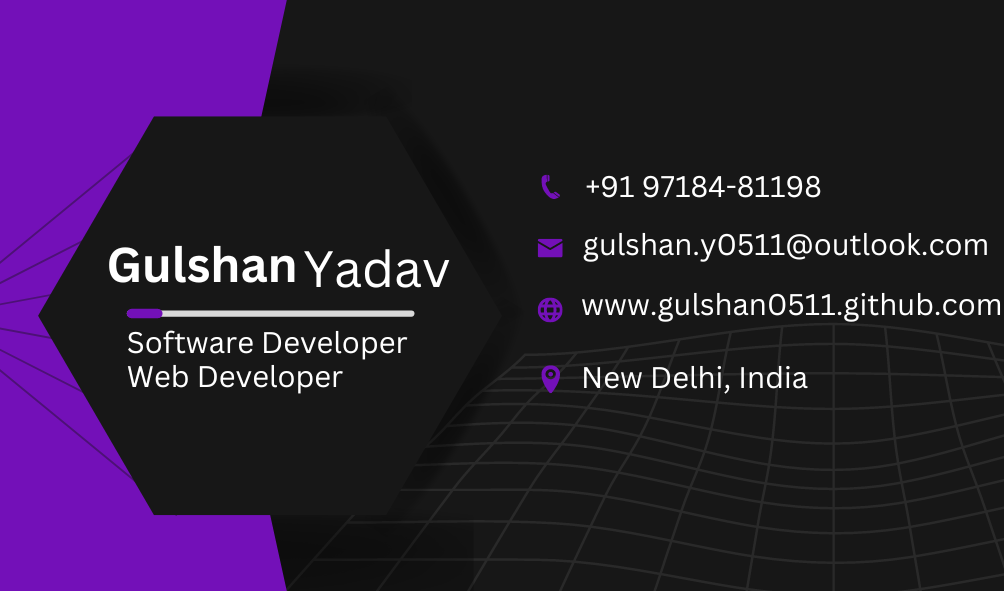 Gulshan Yadav
Software Developer
Web Developer
+91 97184-81198
gulshan.y0511@outlook.com
www.gulshan0511.github.com
New Delhi, India